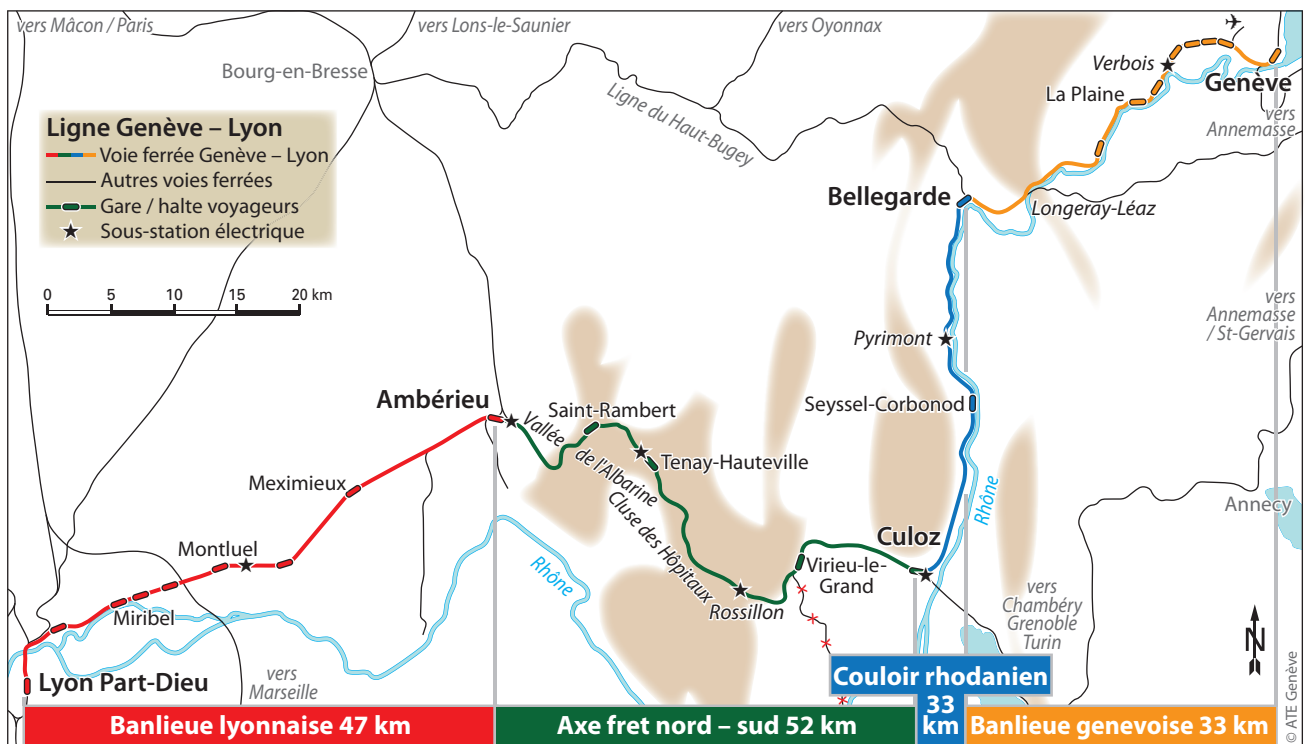 vers Mâcon / Paris
vers Lons-le-Saunier
vers Oyonnax
Bourg-en-Bresse
Ligne du Haut-Bugey
Verbois
Genève
La Plaine
vers
Annemasse
Ligne Genève – Lyon
Voie ferrée Genève – Lyon
Autres voies ferrées
Gare / halte voyageurs
Sous-station électrique
0 5 10 15 20 km
Bellegarde
Longeray-Léaz
vers
Annemasse
/ St-Gervais
Pyrimont
Seyssel-Corbonod
Ambérieu
Saint-Rambert
Vallée
de l'Albarine
Tenay-Hauteville
Cluse des Hôpitaux
Meximieux
Rhône
Annecy
Montluel
Culoz
Rhône
Virieu-le-
Grand
Rossillon
Miribel
vers
Chambéry
Grenoble
Turin
N
Lyon Part-Dieu
vers
Marseille
Couloir rhodanien
33
km
Banlieue lyonnaise 47 km
Axe fret nord – sud 52 km
Banlieue genevoise 33 km
© ATE Genève